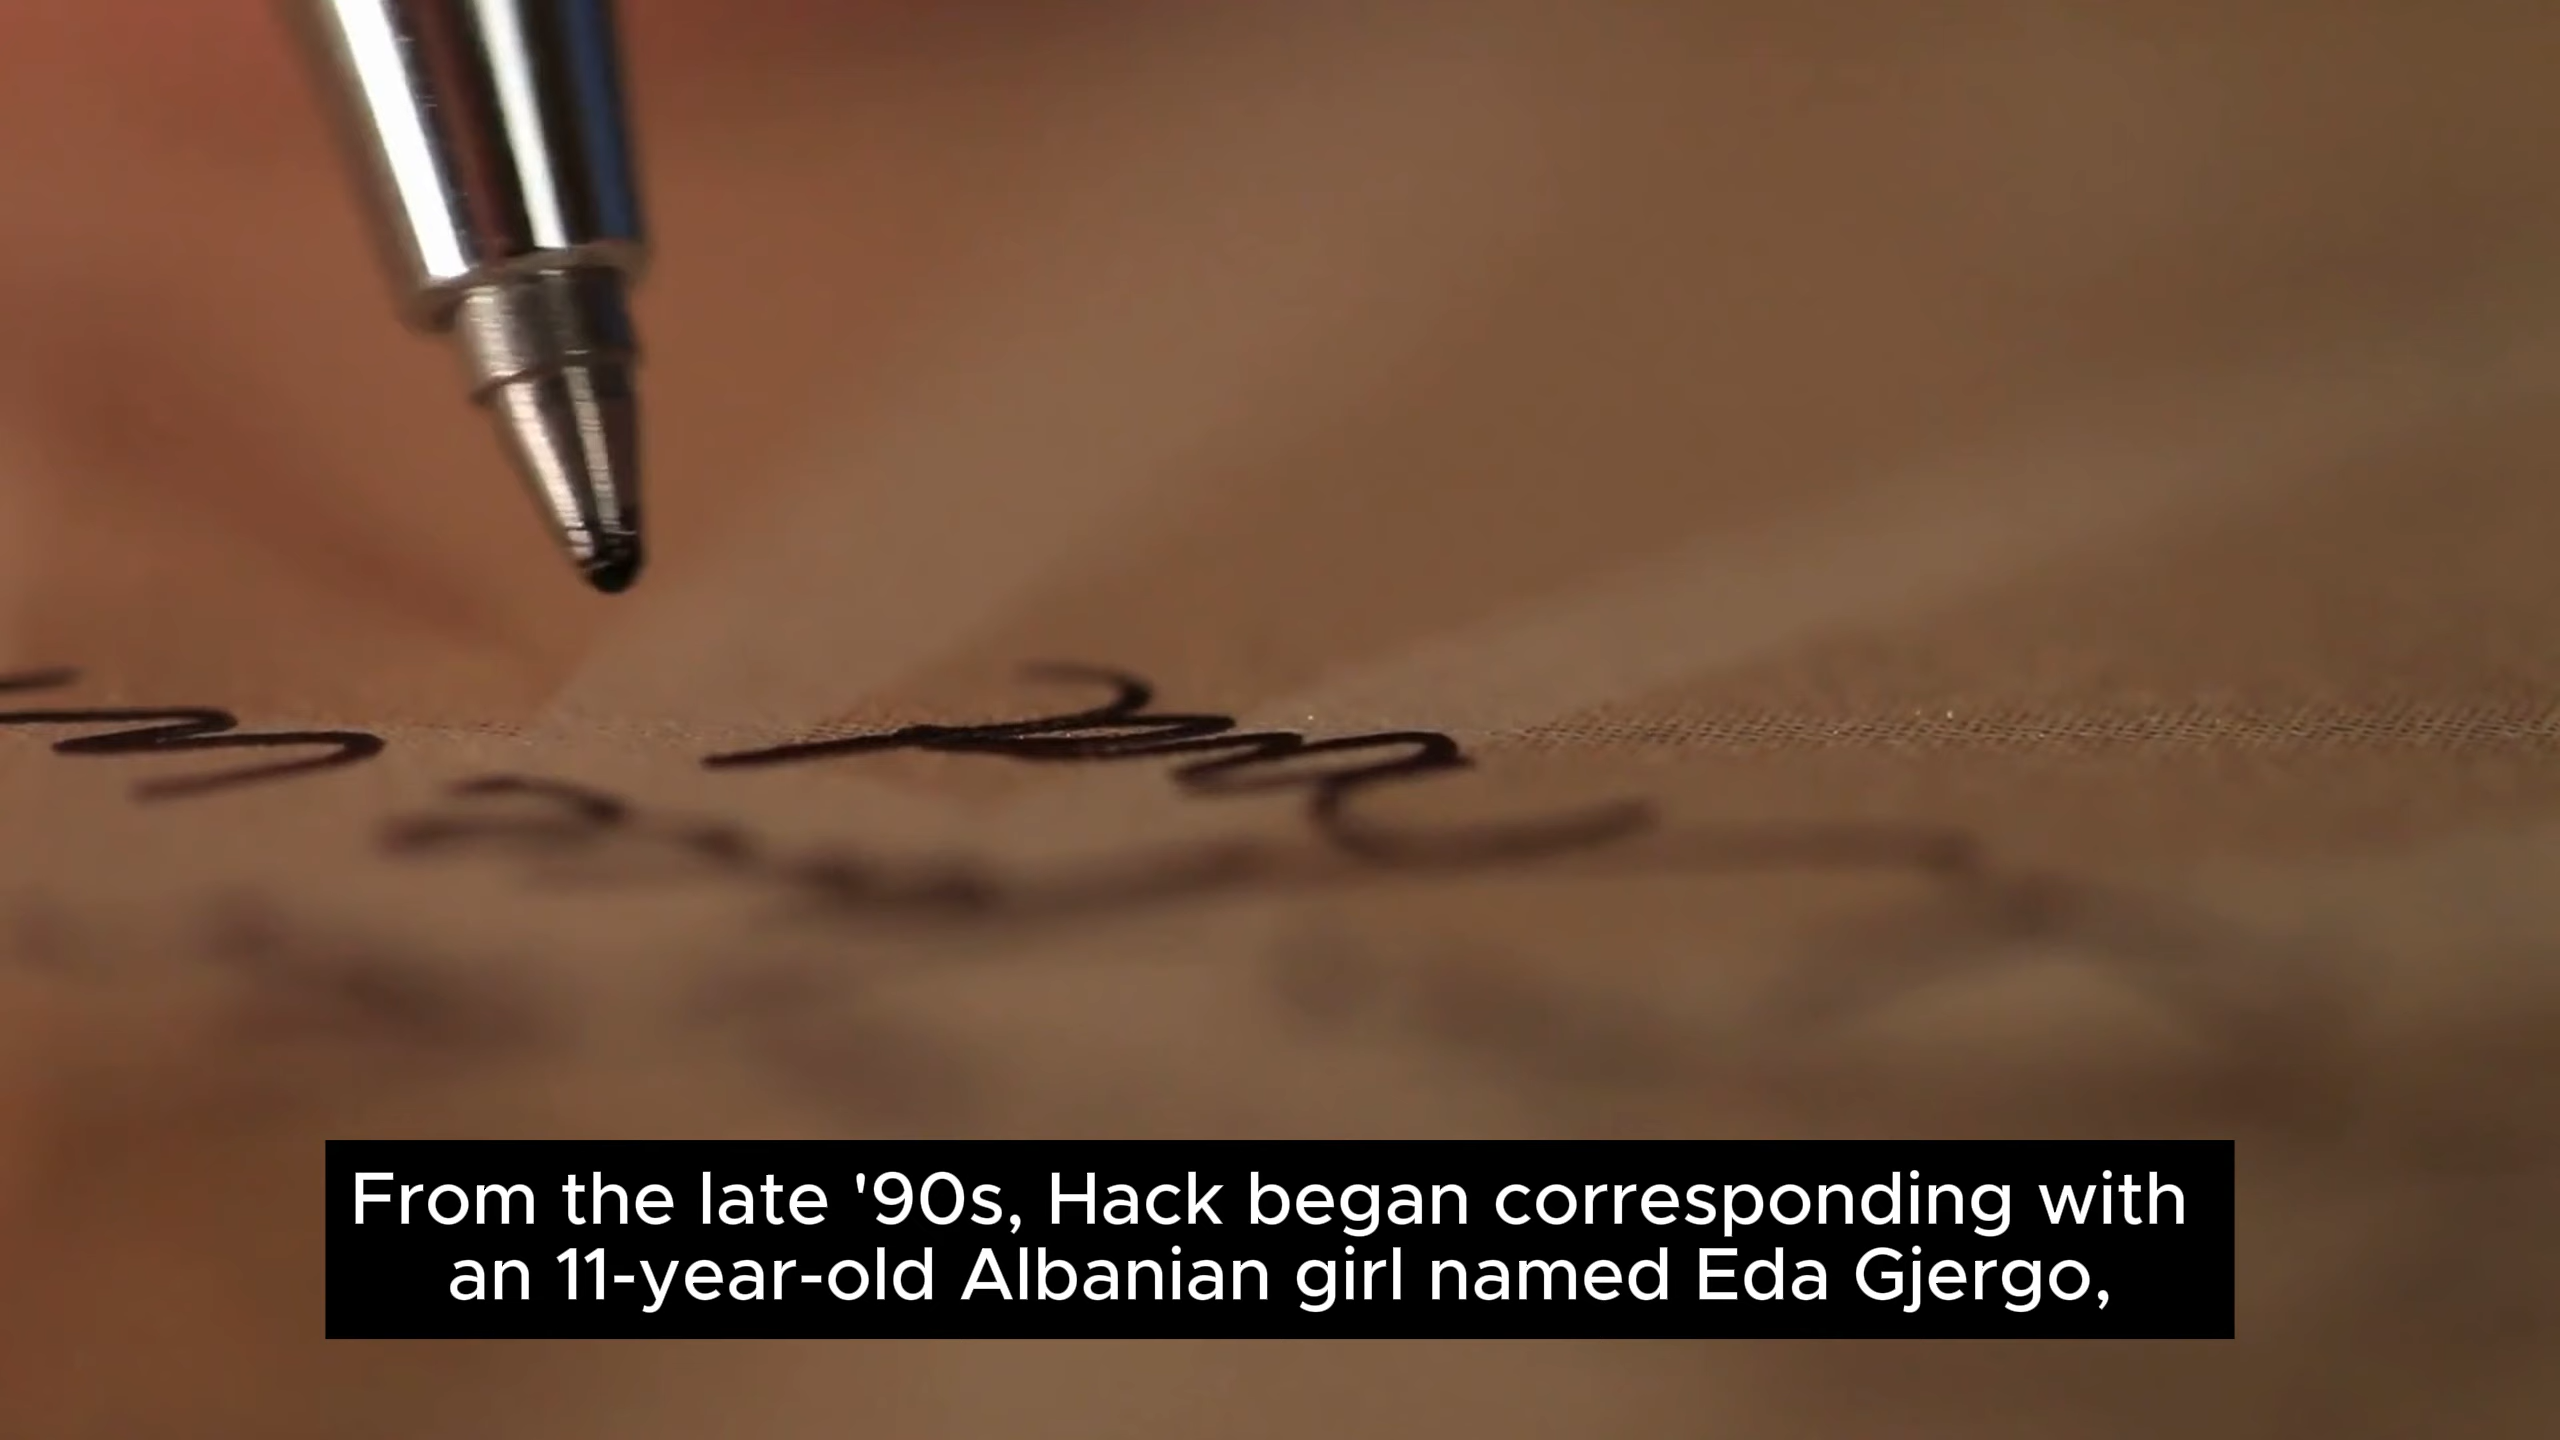 From the late '90s, Hack began corresponding with
an 11-year-old Albanian girl named Eda Gjergo,